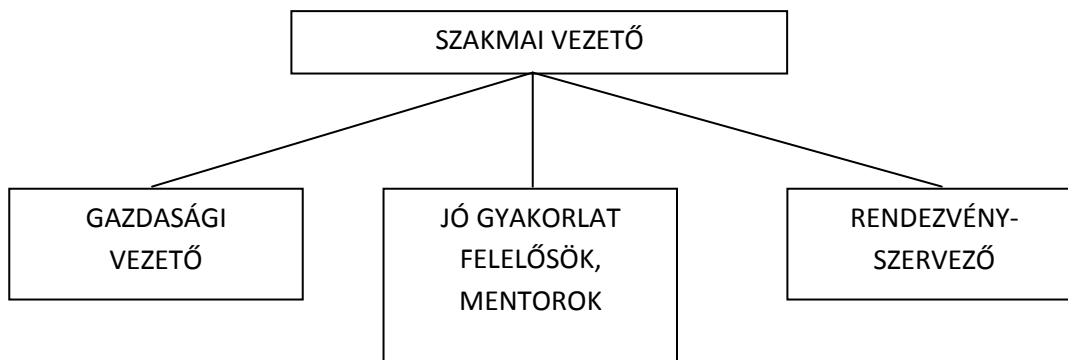 SZAKMAI VEZETŐ
GAZDASÁGI
VEZETŐ
JÓ GYAKORLAT
FELELŐSÖK,
MENTOROK
RENDEZVÉNY-
SZERVEZŐ